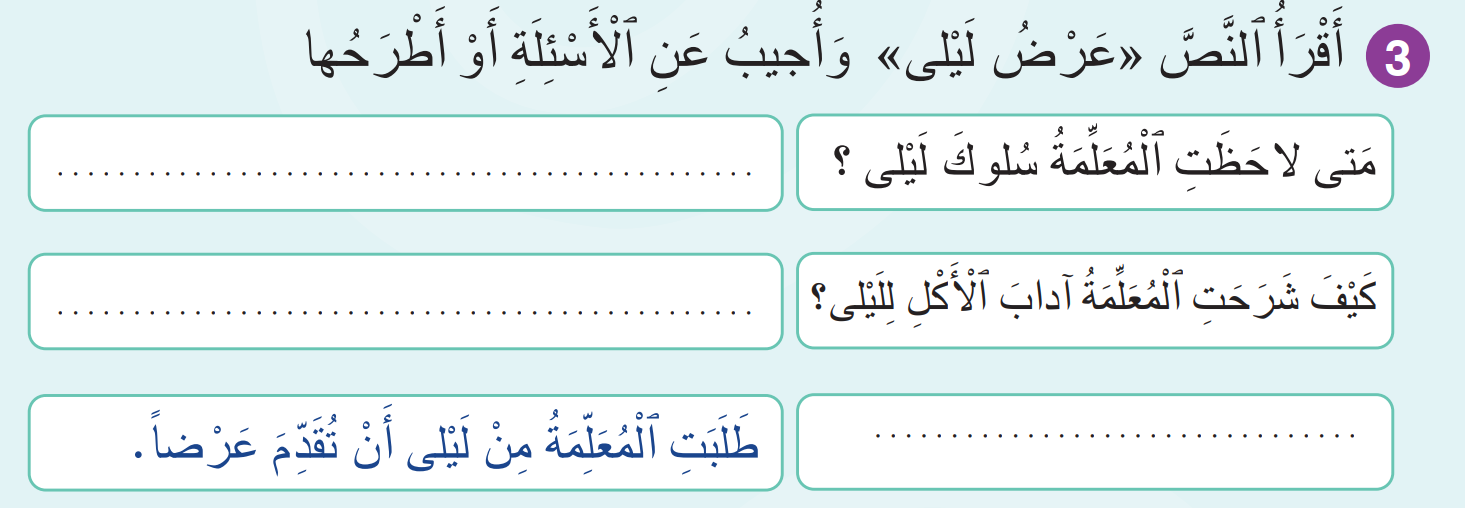 3 أَقْرَأُ ٱلنَّصَّ «عَرْضُ لَيْلى» وَأُجيبُ عَنِ ٱلْأَسْئِلَةِ أَوْ أَطْرَحُها
مَتى لاحَظَتِ ٱلْمُعَلِّمَةُ سُلوكَ لَيْلى ؟ ..............................................
كَيْفَ شَرَحَتِ ٱلْمُعَلِّمَةُ آدابَ ٱلْأَكْلِ لِلَيْلى؟ ..............................................
................................ طَلَبَتِ ٱلْمُعَلِّمَةُ مِنْ لَيْلى أَنْ تُقَدِّمَ عَرْضاً.